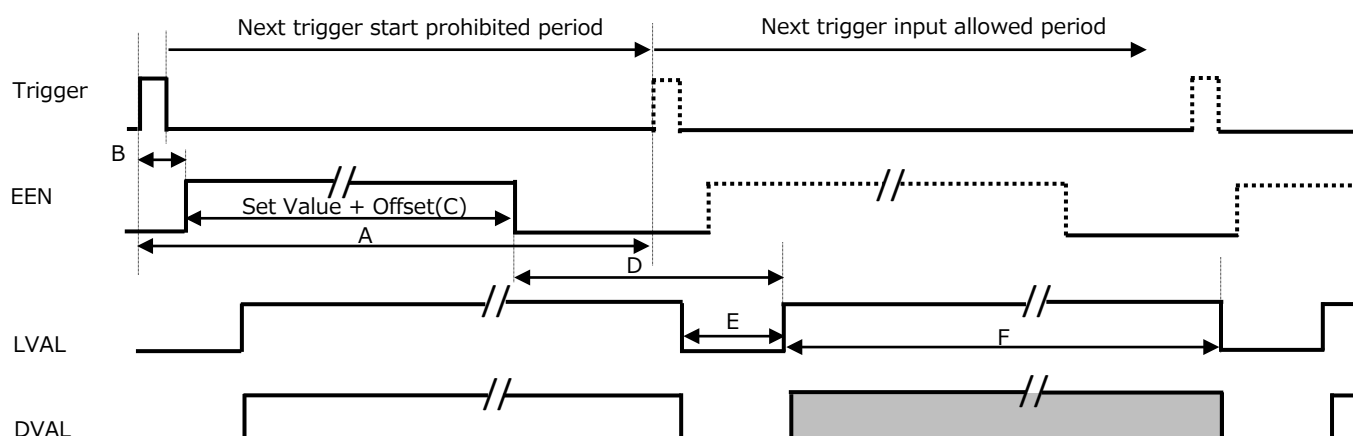 Next trigger start prohibited period
Next trigger input allowed period
Trigger
B
EEN
Set Value + Offset(C)
A
D
LVAL
E
F
DVAL